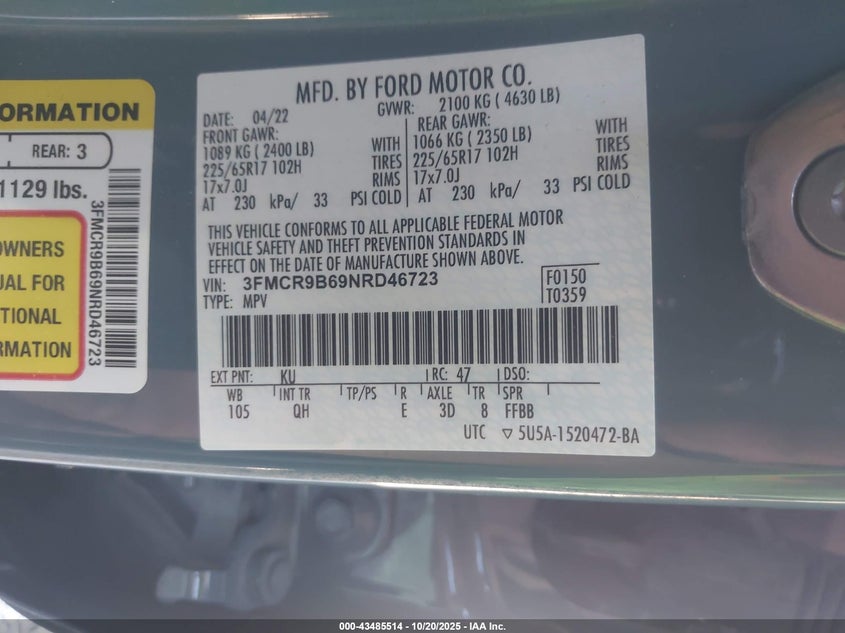 ORMATION
REAR: 3
1129 lbs.
OWNERS
UAL FOR
TIONAL
RMATION
3FMCR9B69NRD46723
MFD. BY FORD MOTOR CO.
DATE: 04/22 GVWR: 2100 KG ( 4630 LB)
FRONT GAWR: REAR GAWR:
1089 KG ( 2400 LB) WITH 1066 KG ( 2350 LB) WITH
225/65R17 102H TIRES 225/65R17 102H TIRES
17x7.0J RIMS 17x7.0J RIMS
AT 230 kPa/ 33 PSI COLD AT 230 kPa/ 33 PSI COLD
THIS VEHICLE CONFORMS TO ALL APPLICABLE FEDERAL MOTOR
VEHICLE SAFETY AND THEFT PREVENTION STANDARDS IN
EFFECT ON THE DATE OF MANUFACTURE SHOWN ABOVE.
VIN: 3FMCR9B69NRD46723 F0150
TYPE: MPV T0359
EXT PNT: KU RC: 47 DSO:
WB INT TR TP/PS R AXLE TR SPR
105 QH E 3D 8 FFBB
UTC ▽ 5U5A-1520472-BA
000-43485514 / 10/20/2025 / IAA Inc.